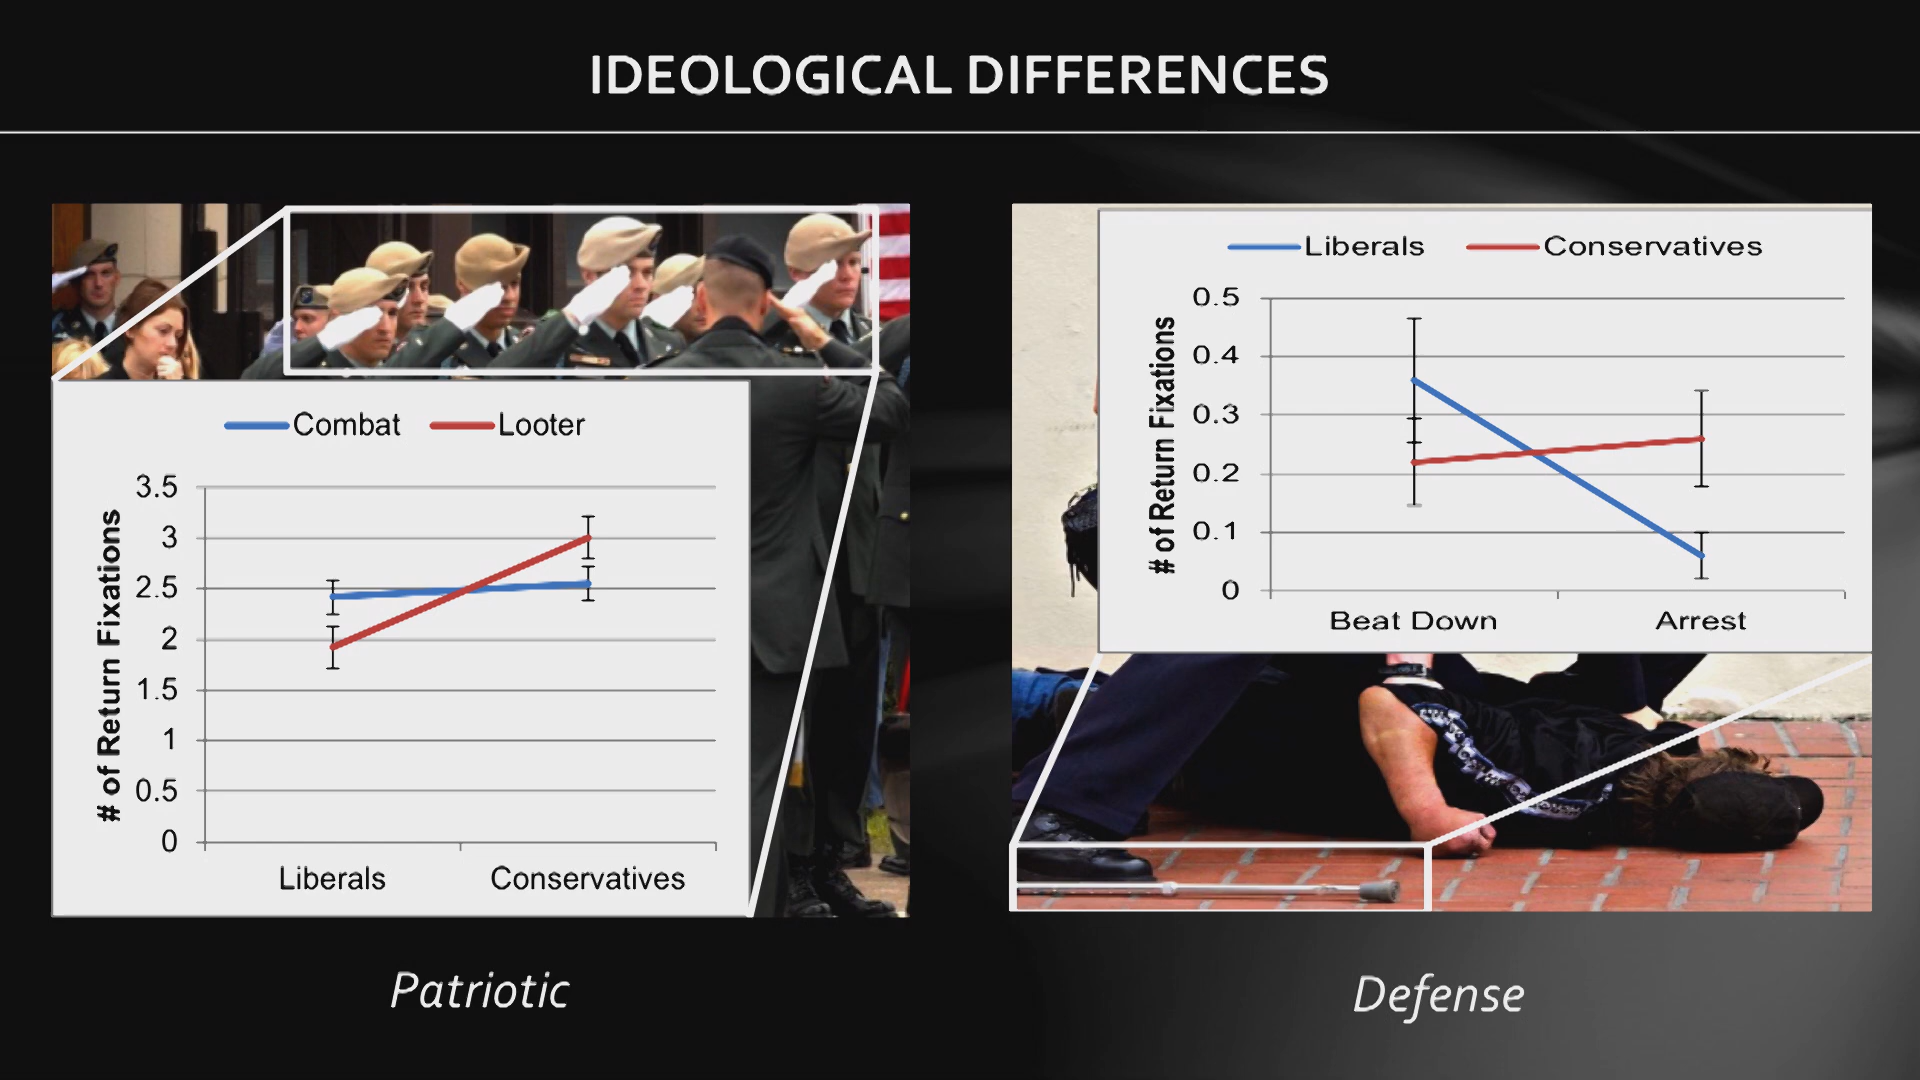 IDEOLOGICAL DIFFERENCES
Combat Looter
# of Return Fixations
3.5
3
2.5
2
1.5
1
0.5
0
Liberals Conservatives
Patriotic
Liberals Conservatives
# of Return Fixations
0.5
0.4
0.3
0.2
0.1
0
Beat Down Arrest
Defense